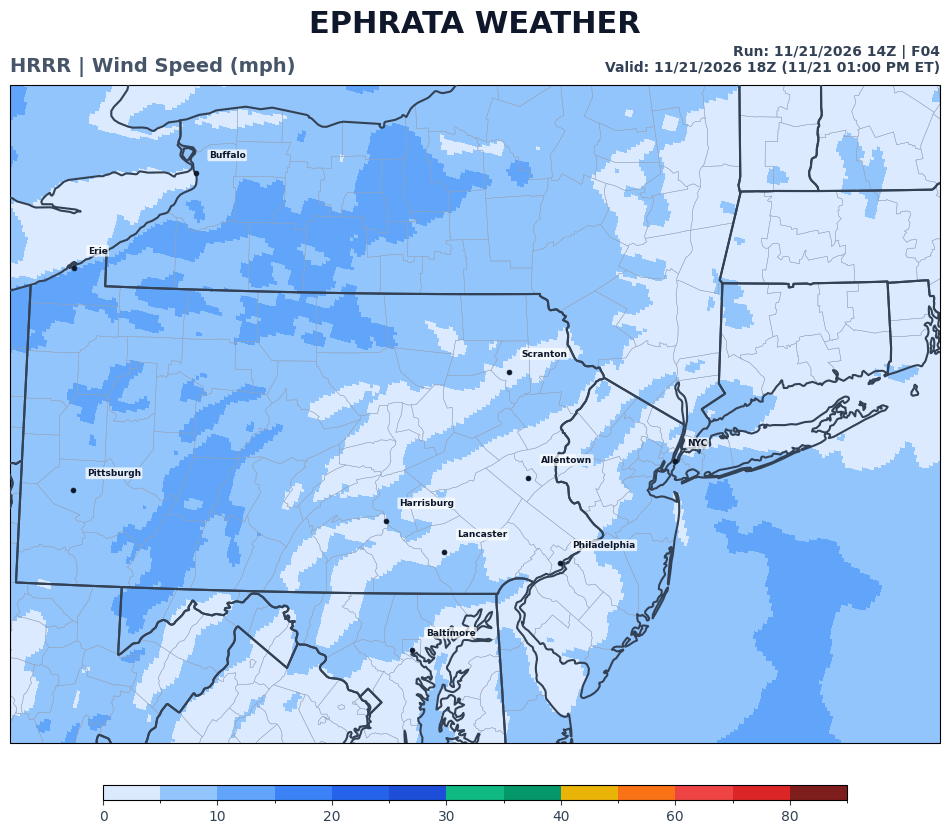 EPHRATA WEATHER
Run: 11/21/2026 14Z | F04
HRRR | Wind Speed (mph)
Valid: 11/21/2026 18Z (11/21 01:00 PM ET)
Buffalo
Erie
Scranton
NYC
Pittsburgh
Allentown
Harrisburg
Lancaster
Philadelphia
Baltimore
0 10 20 30 40 60 80